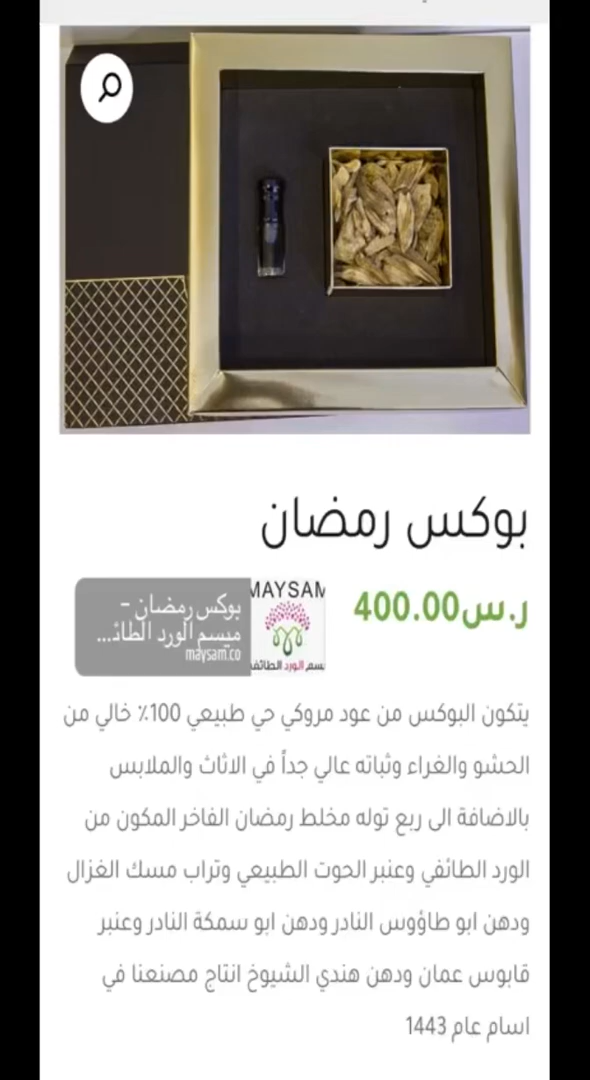 بوكس رمضان
ر.س400.00
MAYSAM
بوكس رمضان –
ميسم الورد الطائ...
maysam.co
ميسم الورد الطائفي
يتكون البوكس من عود مروكي حي طبيعي 100٪ خالي من
الحشو والغراء وثباته عالي جداً في الاثاث والملابس
بالاضافة الى ربع توله مخلط رمضان الفاخر المكون من
الورد الطائفي وعنبر الحوت الطبيعي وتراب مسك الغزال
ودهن ابو طاؤوس النادر ودهن ابو سمكة النادر وعنبر
قابوس عمان ودهن هندي الشيوخ انتاج مصنعنا في
اسام عام 1443